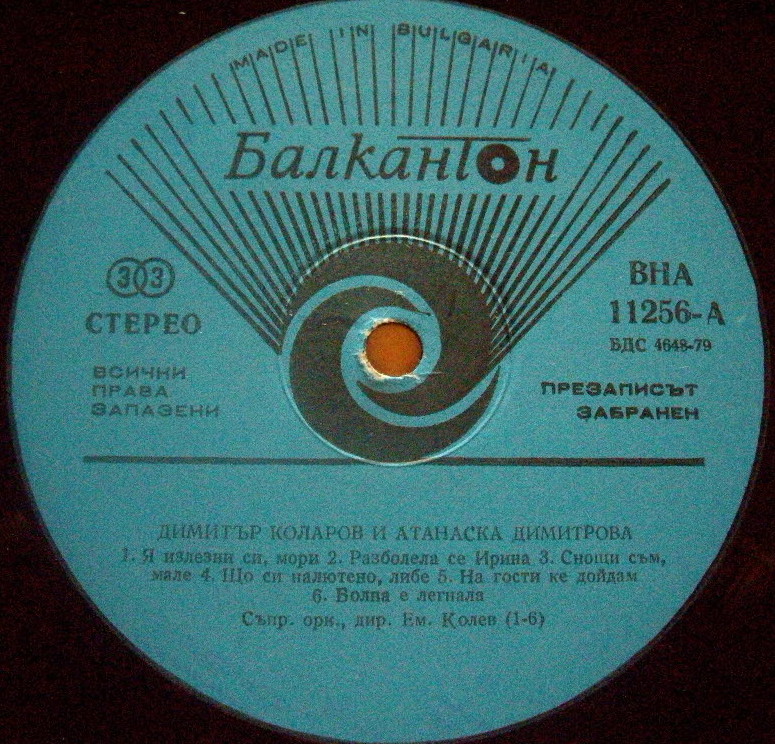 MADE IN BULGARIA
Балкантон
33
СТЕРЕО
ВСИЧНИ
ПРАВА
ЗАПАЗЕНИ
ВНА
11256-А
БДС 4648-79
ПРЕЗАПИСЪТ
ЗАБРАНЕН
ДИМИТЪР КОЛАРОВ И АТАНАСКА ДИМИТРОВА
1. Я излезни си, мори 2. Разболела се Ирина 3. Снощи съм,
мале 4. Що си налютено, либе 5. На гости ке дойдам
6. Болна е легнала
Съпр. орк., дир. Ем. Колев (1-6)